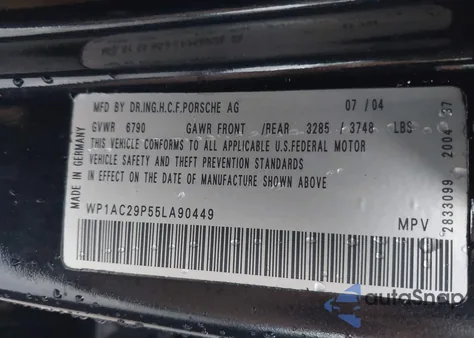 MFD BY DR.ING.H.C.F.PORSCHE AG 07 / 04
GVWR 6790 GAWR FRONT /REAR 3285 / 3748 LBS
THIS VEHICLE CONFORMS TO ALL APPLICABLE U.S.FEDERAL MOTOR
VEHICLE SAFETY AND THEFT PREVENTION STANDARDS
IN EFFECT ON THE DATE OF MANUFACTURE SHOWN ABOVE
WP1AC29P55LA90449
MPV
MADE IN GERMANY
2833099 2004 37
autoSnap